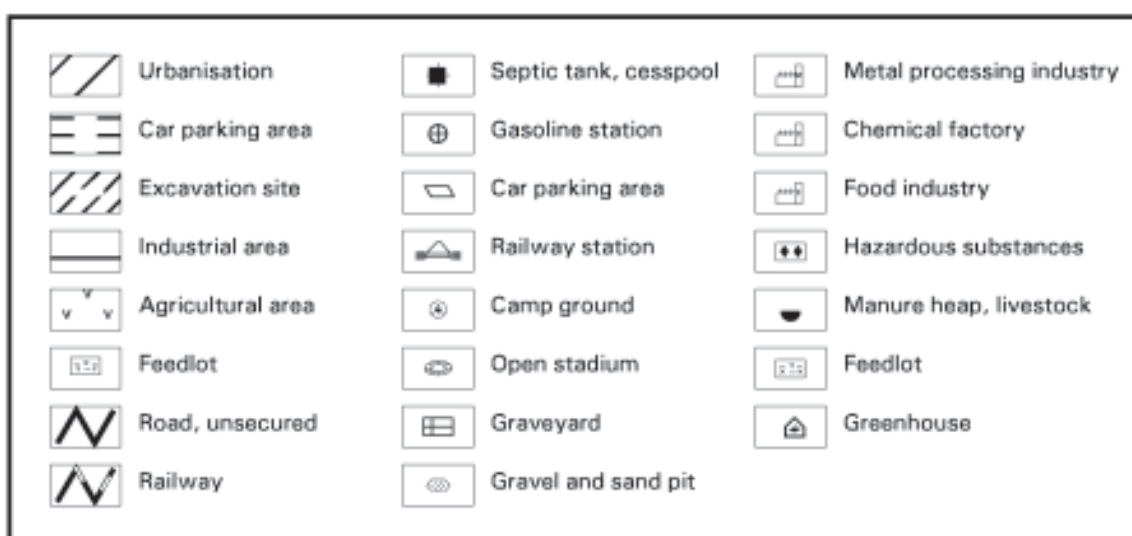 Urbanisation
Car parking area
Excavation site
Industrial area
Agricultural area
Feedlot
Road, unsecured
Railway
Septic tank, cesspool
Gasoline station
Car parking area
Railway station
Camp ground
Open stadium
Graveyard
Gravel and sand pit
Metal processing industry
Chemical factory
Food industry
Hazardous substances
Manure heap, livestock
Feedlot
Greenhouse